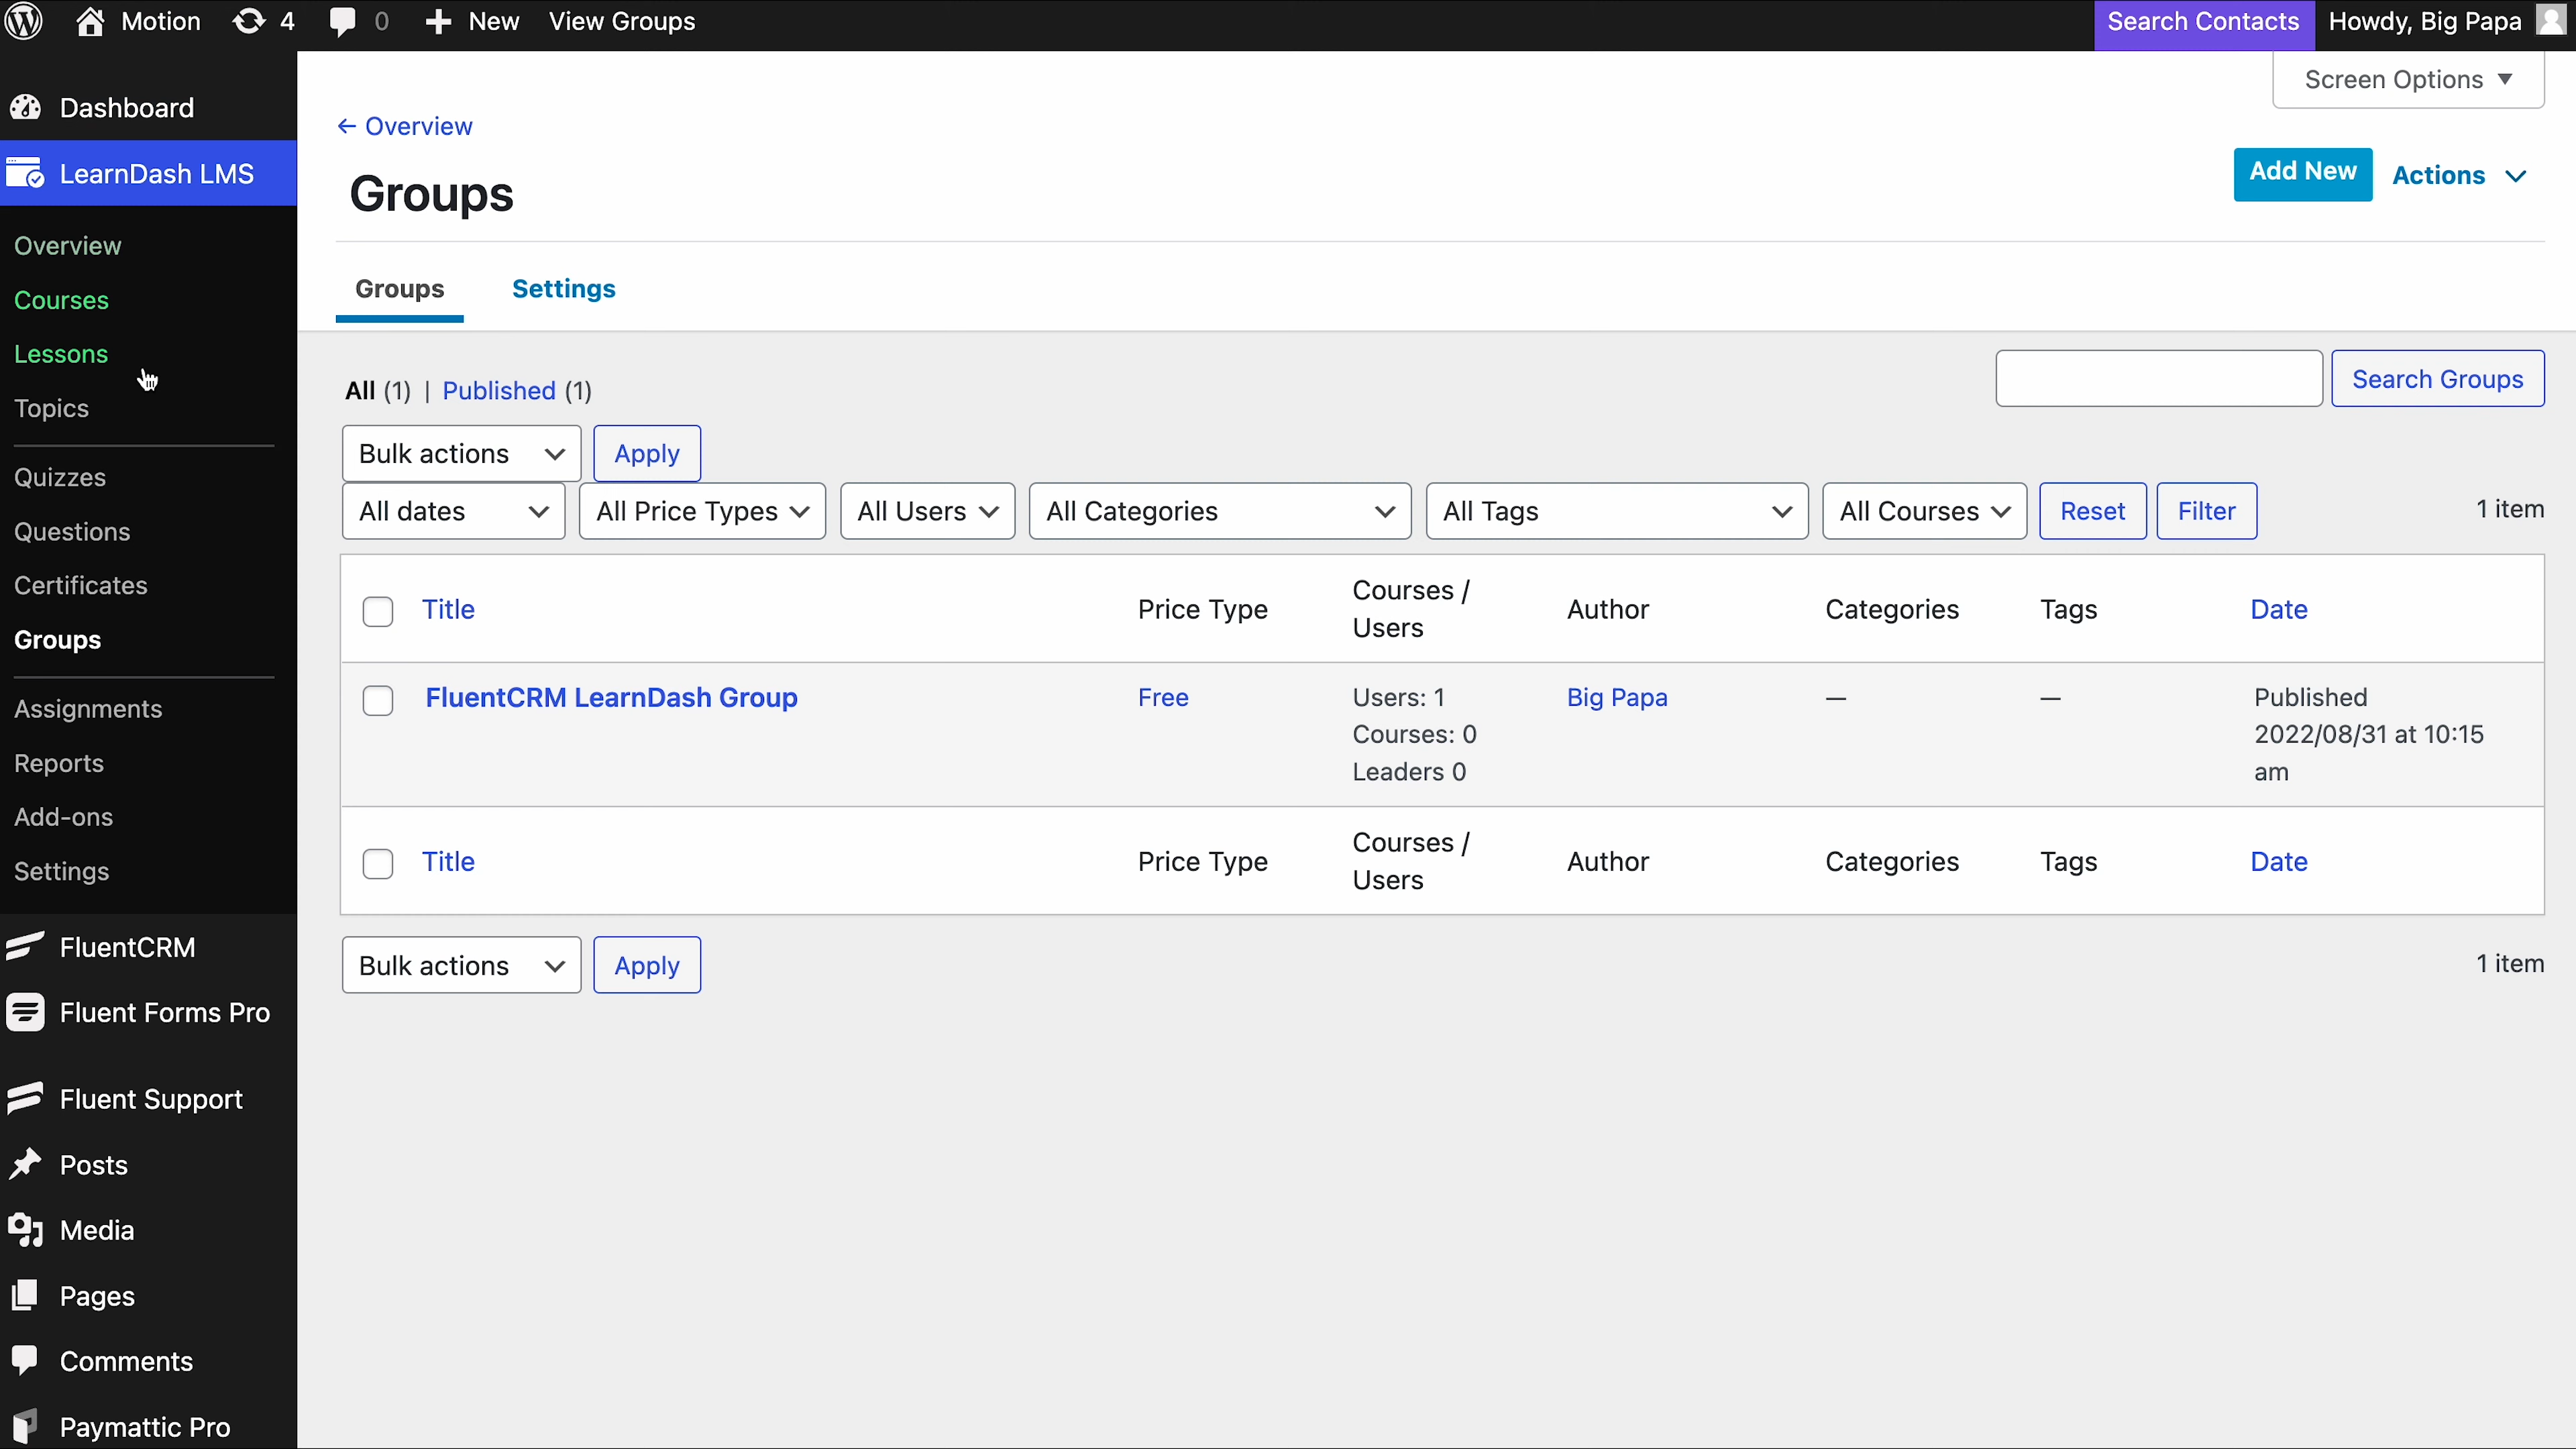 Motion 4 0 New View Groups Search Contacts Howdy, Big Papa
Dashboard
LearnDash LMS
Overview
Courses
Lessons
Topics
Quizzes
Questions
Certificates
Groups
Assignments
Reports
Add-ons
Settings
FluentCRM
Fluent Forms Pro
Fluent Support
Posts
Media
Pages
Comments
Paymattic Pro
Screen Options
← Overview
Groups
Add New Actions
Groups Settings
All (1) | Published (1)
Search Groups
Bulk actions Apply
All dates All Price Types All Users All Categories All Tags All Courses Reset Filter 1 item
Title Price Type Courses / Users Author Categories Tags Date
FluentCRM LearnDash Group Free Users: 1 Big Papa — — Published
Courses: 0 2022/08/31 at 10:15
Leaders 0 am
Title Price Type Courses / Users Author Categories Tags Date
Bulk actions Apply 1 item